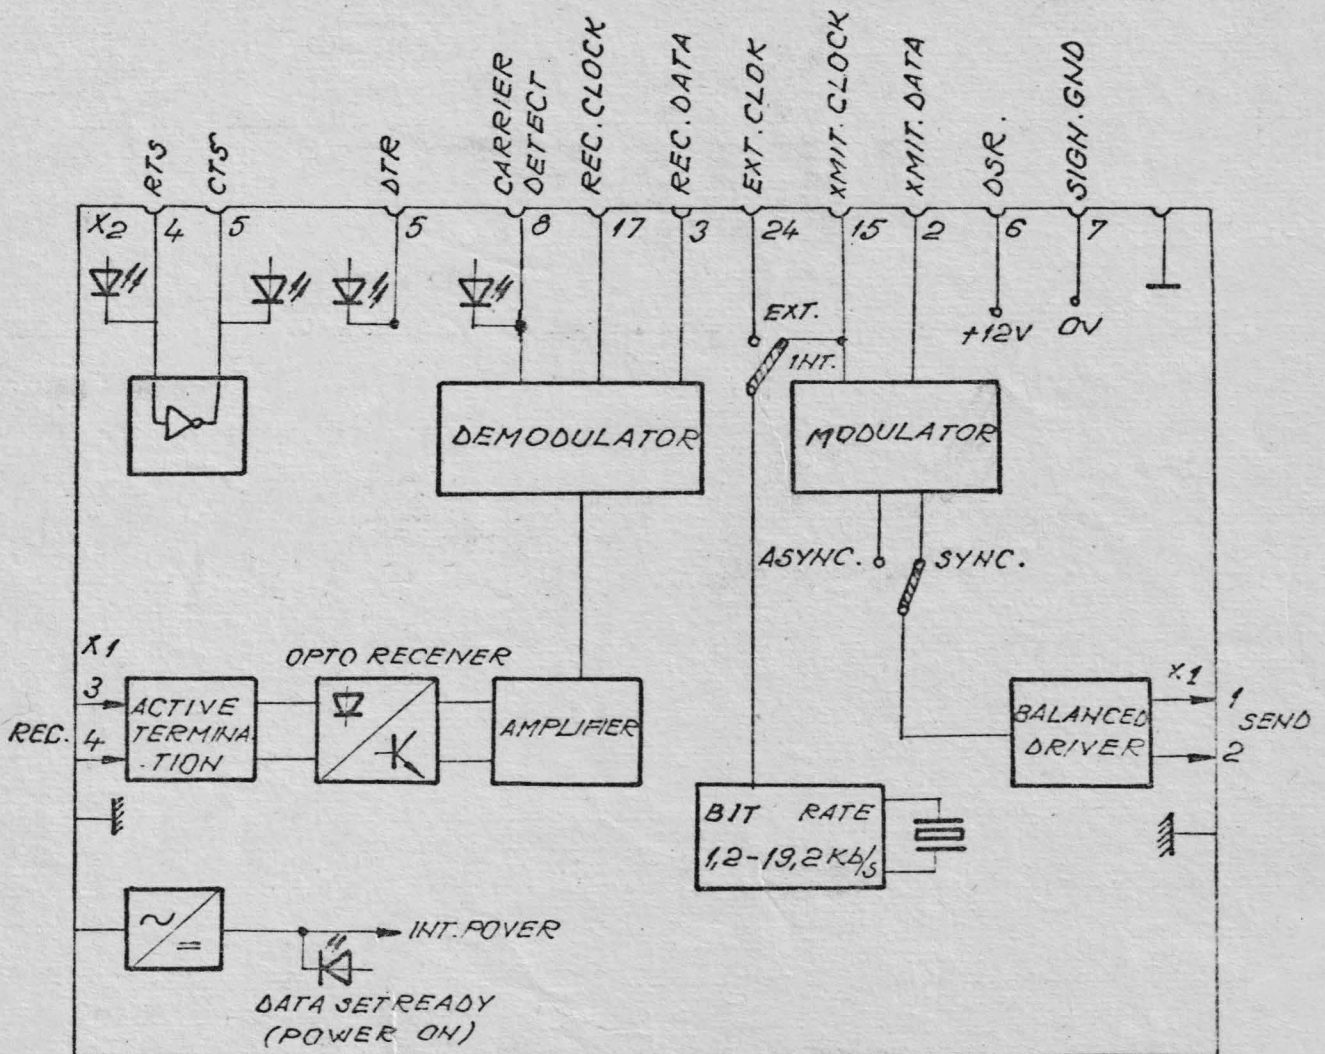 RTS
CTS
DTR
CARRIER
DETECT
REC.CLOCK
REC.DATA
EXT.CLOK
XMIT.CLOCK
XMIT.DATA
DSR.
SIGH.GND
X2 4 5 5 8 17 3 24 15 2 6 7
EXT.
INT.
+12V
0V
DEMODULATOR
MODULATOR
ASYNC.
SYNC.
X1
OPTO RECEIVER
3
REC.
4
ACTIVE
TERMINA.
.TION
AMPLIFIER
BALANCED
DRIVER
X1
1
SEND
2
BIT RATE
1,2-19,2 Kb/s
~
=
INT.POVER
DATA SET READY
(POWER ON)